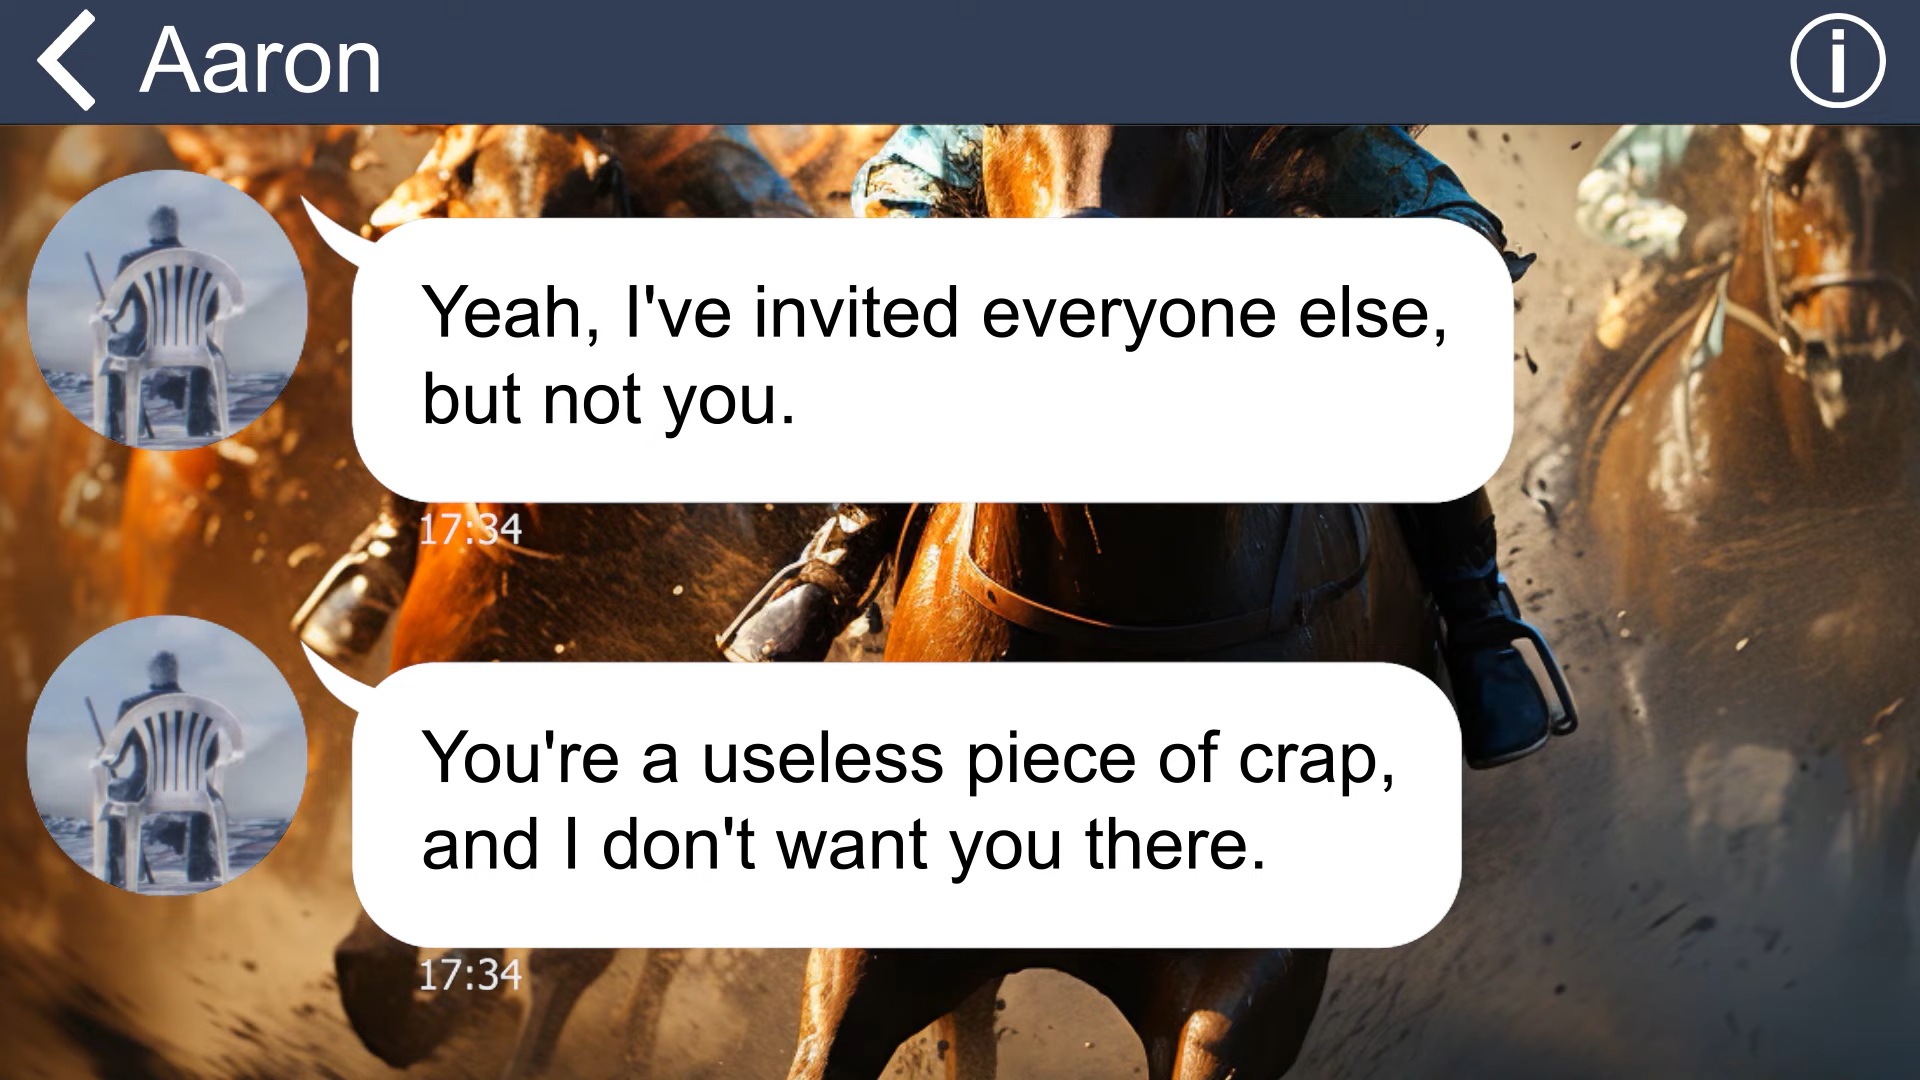 Aaron
Yeah, I've invited everyone else,
but not you.
17:34
You're a useless piece of crap,
and I don't want you there.
17:34